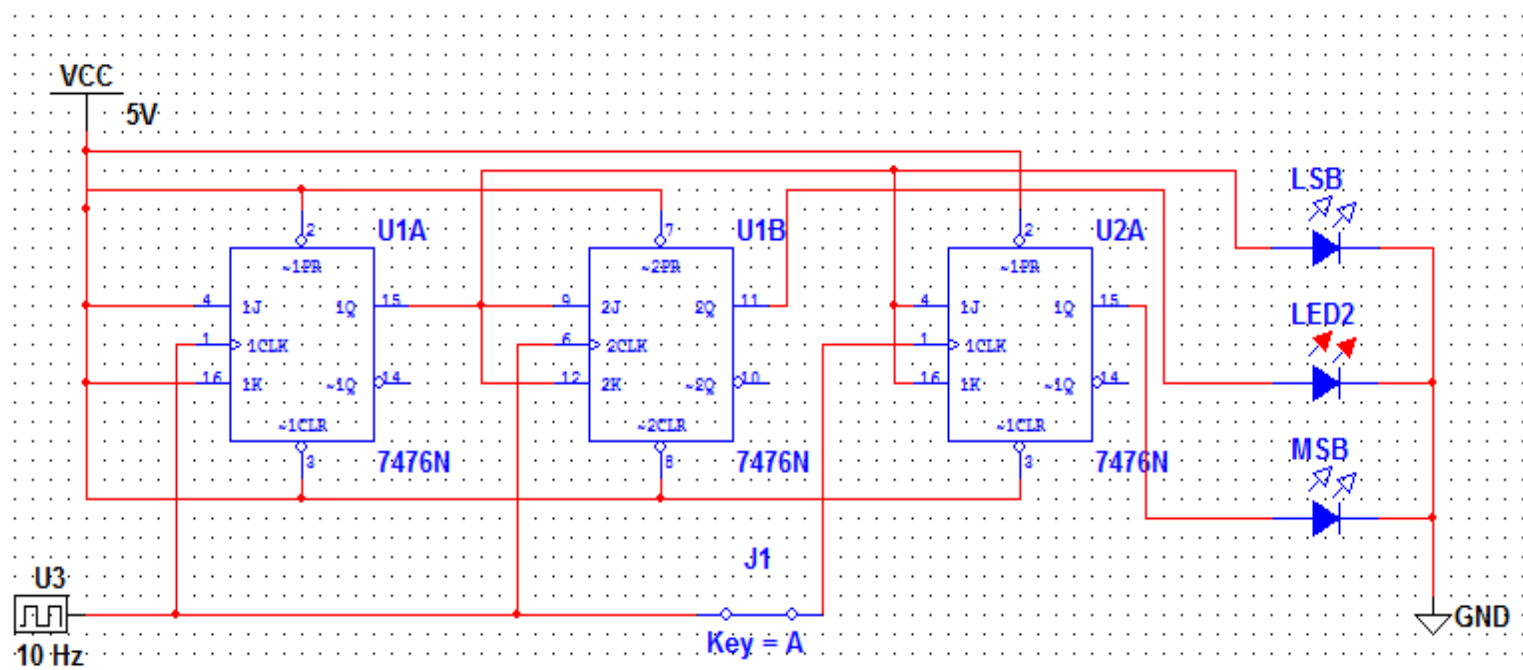 VCC
5V
U1A
U1B
U2A
LSB
2
7
2
~1PR
~2PR
~1PR
4
1J
1Q
15
9
2J
2Q
11
4
1J
1Q
15
LED2
1
1CLK
6
2CLK
1
1CLK
16
1K
~1Q
14
12
2K
~2Q
10
16
1K
~1Q
14
~1CLR
~2CLR
~1CLR
MSB
3
7476N
8
7476N
3
7476N
J1
U3
GND
Key = A
10 Hz